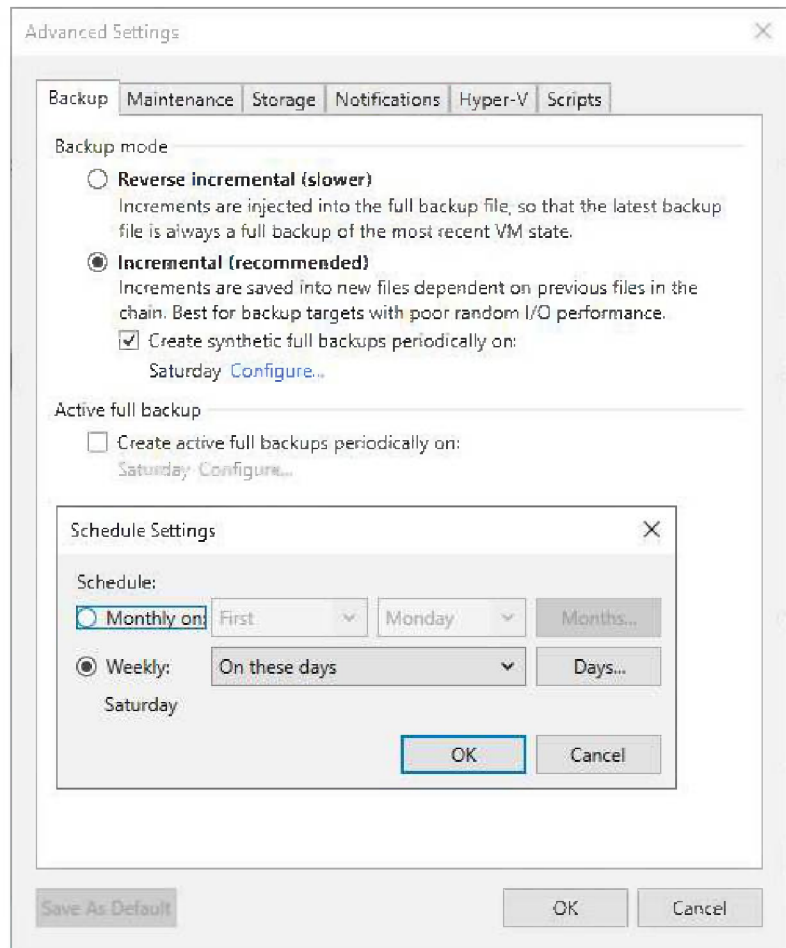 Advanced Settings
Backup Maintenance Storage Notifications Hyper-V Scripts
Backup mode
Reverse incremental (slower)
Increments are injected into the full backup file, so that the latest backup
file is always a full backup of the most recent VM state.
Incremental (recommended)
Increments are saved into new files dependent on previous files in the
chain. Best for backup targets with poor random I/O performance.
Create synthetic full backups periodically on:
Saturday Configure...
Active full backup
Create active full backups periodically on:
Saturday Configure...
Schedule Settings
Schedule:
Monthly on: First Monday Months...
Weekly: On these days Days...
Saturday
OK Cancel
Save As Default OK Cancel